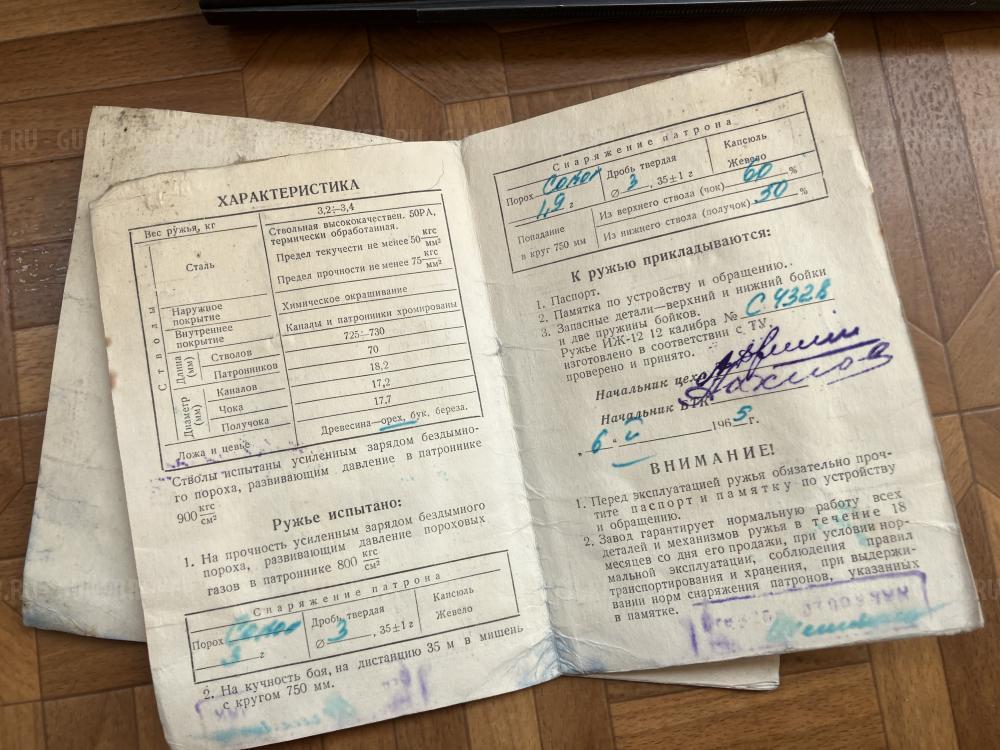 ХАРАКТЕРИСТИКА
Вес ружья, кг 3,2÷3,4
Стволы
Сталь
Ствольная высококачествен. 50РА,
термически обработанная.
Предел текучести не менее 50 кгс/мм²
Предел прочности не менее 75 кгс/мм²
Наружное покрытие Химическое окрашивание
Внутреннее покрытие Каналы и патронники хромированы
Длина (мм) Стволов 725÷730
Патронников 70
Диаметр (мм) Каналов 18,2
Чока 17,2
Получока 17,7
Ложа и цевье Древесина—орех, бук, береза.
Стволы испытаны усиленным зарядом бездымно-
го пороха, развивающим давление в патроннике
900 кгс/см²
Ружье испытано:
1. На прочность усиленным зарядом бездымного
пороха, развивающим давление пороховых
газов в патроннике 800 кгс/см²
Снаряжение патрона
Порох Сокол 3 г
Дробь твердая ∅ 3, 35±1 г
Капсюль Жевело
2. На кучность боя, на дистанцию 35 м в мишень
с кругом 750 мм.
Снаряжение патрона
Порох Сокол 1,9 г
Дробь твердая ∅ 3, 35±1 г
Капсюль Жевело
Попадание в круг 750 мм
Из верхнего ствола (чок) 60 %
Из нижнего ствола (получок) 50 %
К ружью прикладываются:
1. Паспорт.
2. Памятка по устройству и обращению.
3. Запасные детали—верхний и нижний бойки
и две пружины бойков.
Ружье ИЖ-12 12 калибра № С 4328
изготовлено в соответствии с ТУ,
проверено и принято.
Начальник цеха
Начальник БТК
„6" 1965 г.
ВНИМАНИЕ!
1. Перед эксплуатацией ружья обязательно проч-
тите паспорт и памятку по устройству
и обращению.
2. Завод гарантирует нормальную работу всех
деталей и механизмов ружья в течение 18
месяцев со дня его продажи, при условии нор-
мальной эксплуатации, соблюдения правил
транспортирования и хранения, при выдержи-
вании норм снаряжения патронов, указанных
в памятке.